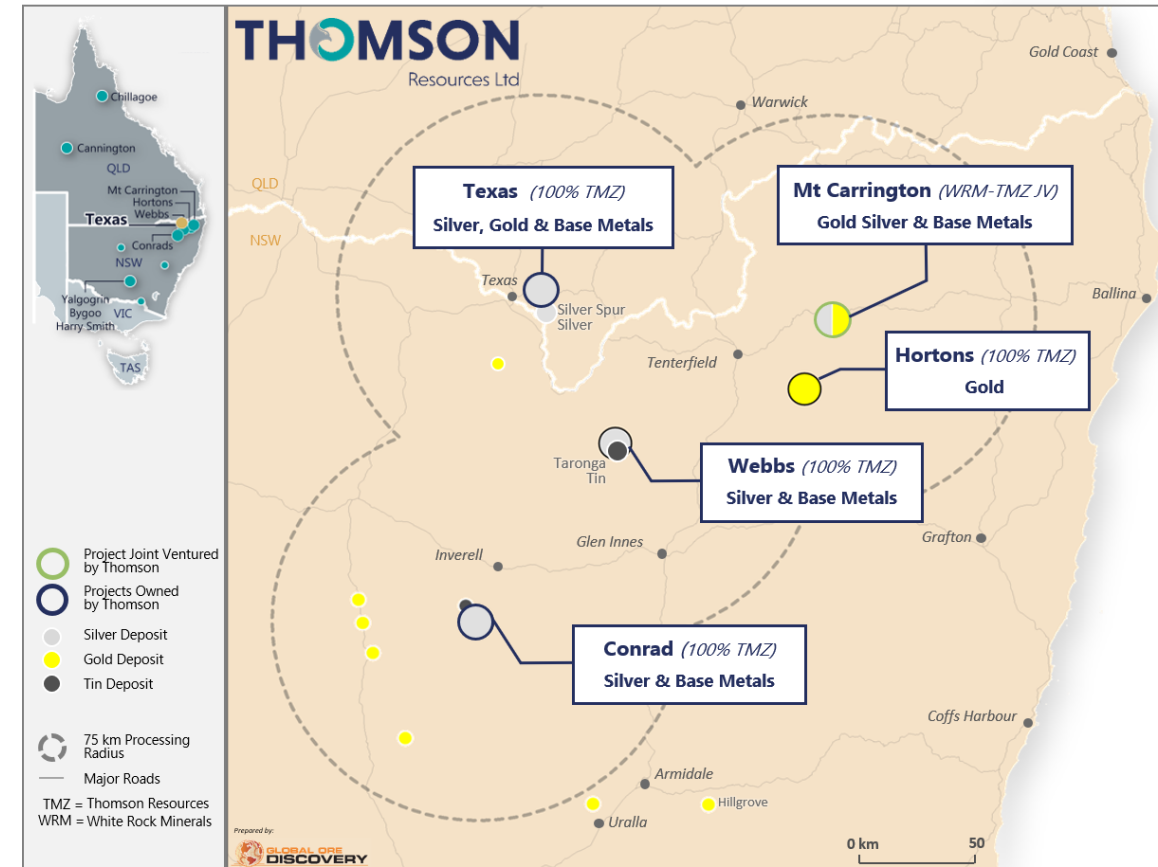 THOMSON
Resources Ltd
Chillagoe
Cannington
QLD
Mt Carrington
Hortons
Webbs
Texas
Conrads
NSW
Yalgogrin
Bygoo
Harry Smith
VIC
TAS
Project Joint Ventured
by Thomson
Projects Owned
by Thomson
Silver Deposit
Gold Deposit
Tin Deposit
75 km Processing
Radius
Major Roads
TMZ = Thomson Resources
WRM = White Rock Minerals
Gold Coast
Warwick
QLD
NSW
Texas (100% TMZ)
Silver, Gold & Base Metals
Mt Carrington (WRM-TMZ JV)
Gold Silver & Base Metals
Texas
Silver Spur
Silver
Ballina
Tenterfield
Hortons (100% TMZ)
Gold
Taronga
Tin
Webbs (100% TMZ)
Silver & Base Metals
Grafton
Glen Innes
Inverell
Conrad (100% TMZ)
Silver & Base Metals
Coffs Harbour
Armidale
Hillgrove
Uralla
Prepared by:
GLOBAL ORE
DISCOVERY
0 km 50